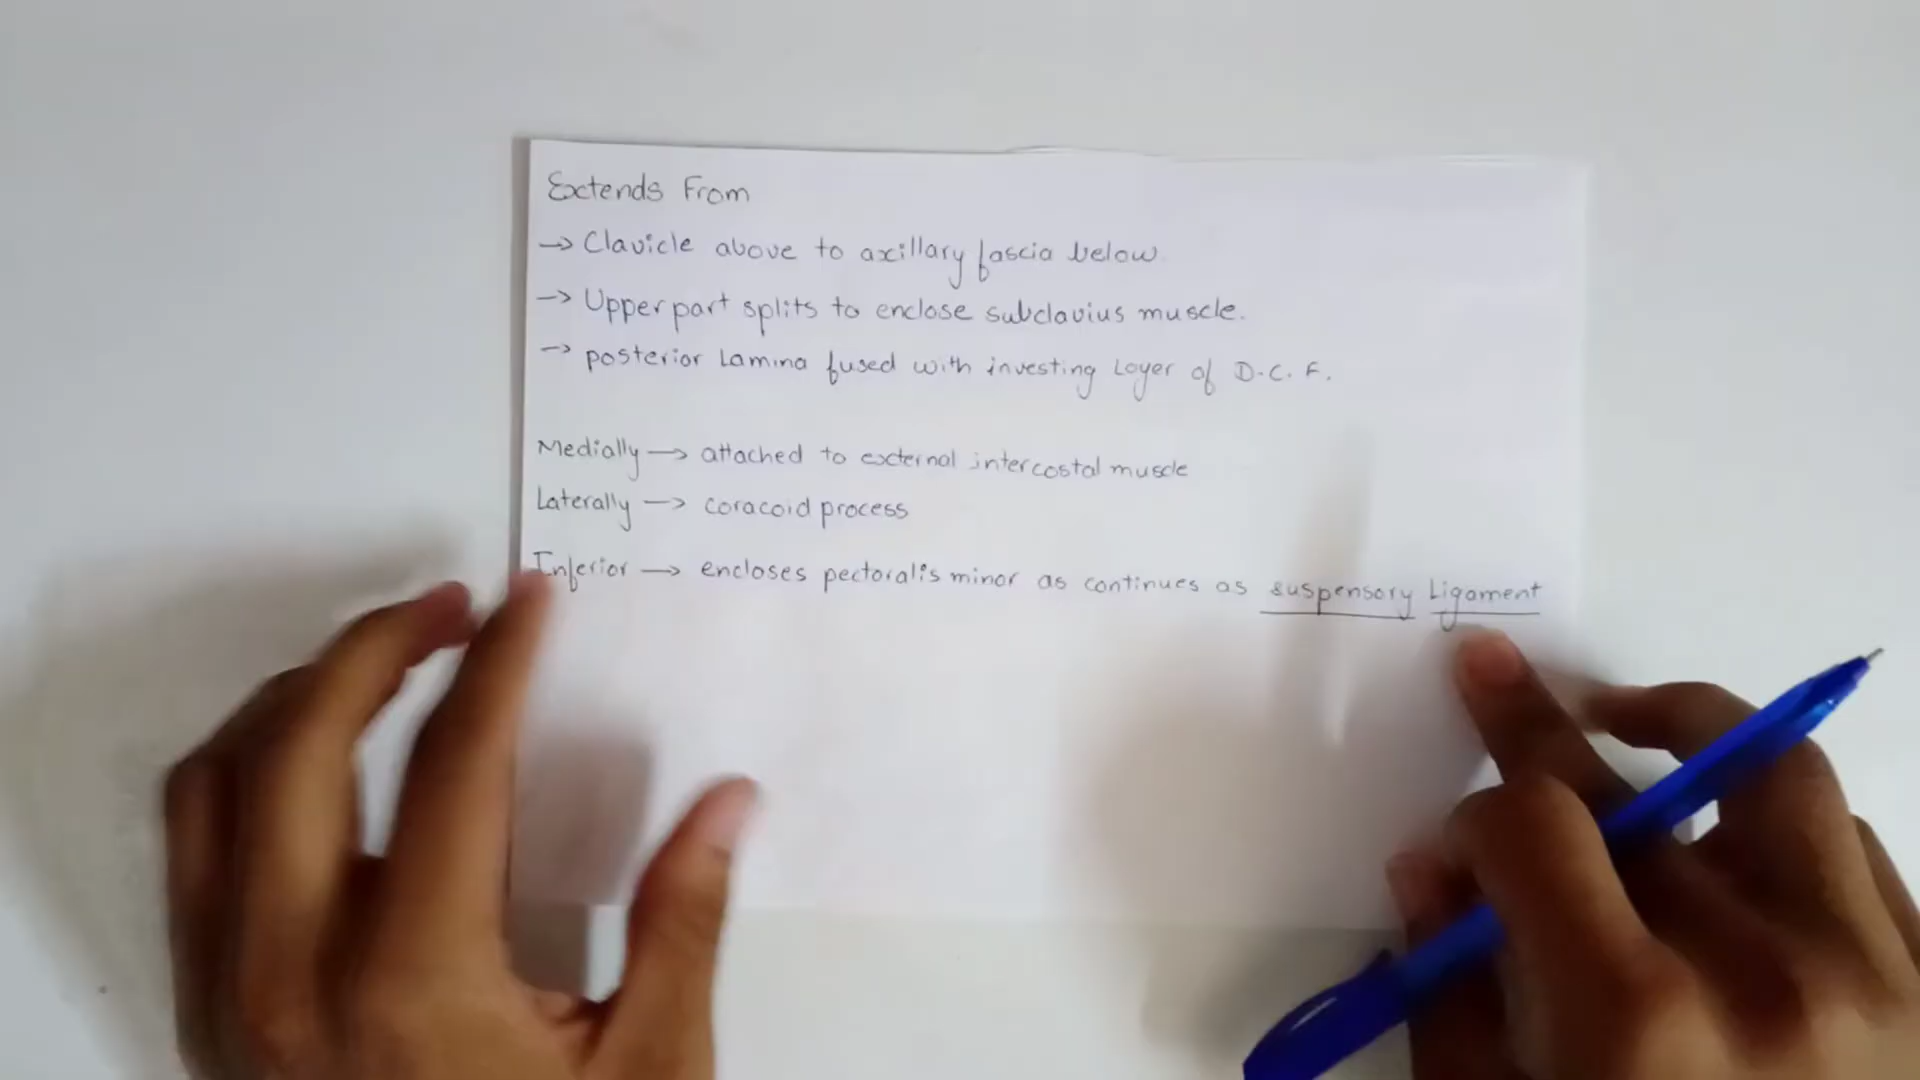 Extends From
→ Clavicle above to axillary fascia below.
→ Upper part splits to enclose subclavius muscle.
→ posterior Lamina fused with investing Layer of D.C.F.
Medially → attached to external intercostal muscle
Laterally → coracoid process
Inferior → encloses pectoralis minor as continues as suspensory Ligament